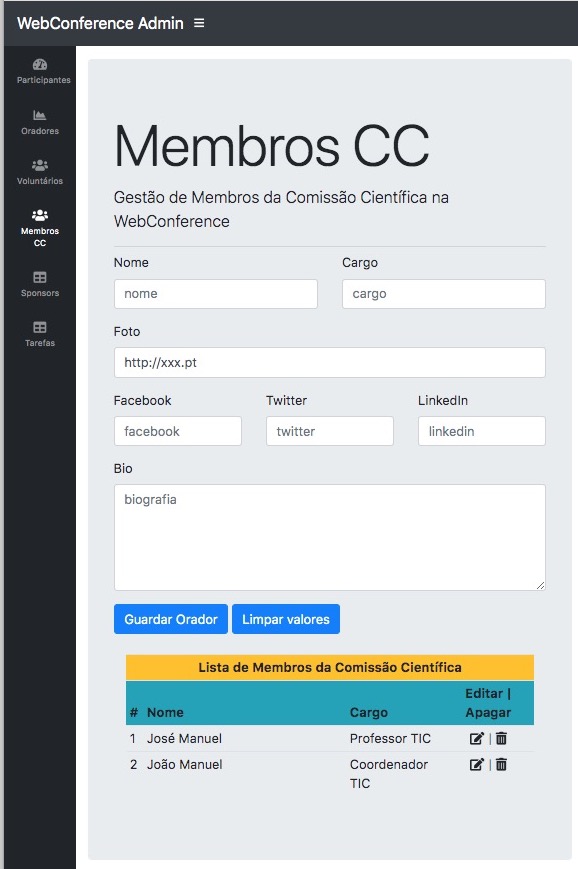 WebConference Admin
Participantes
Oradores
Voluntários
Membros
CC
Sponsors
Tarefas
Membros CC
Gestão de Membros da Comissão Científica na
WebConference
Nome Cargo
nome cargo
Foto
http://xxx.pt
Facebook Twitter LinkedIn
facebook twitter linkedin
Bio
biografia
Guardar Orador Limpar valores
Lista de Membros da Comissão Científica
# Nome Cargo Editar |
Apagar
1 José Manuel Professor TIC |
2 João Manuel Coordenador |
TIC